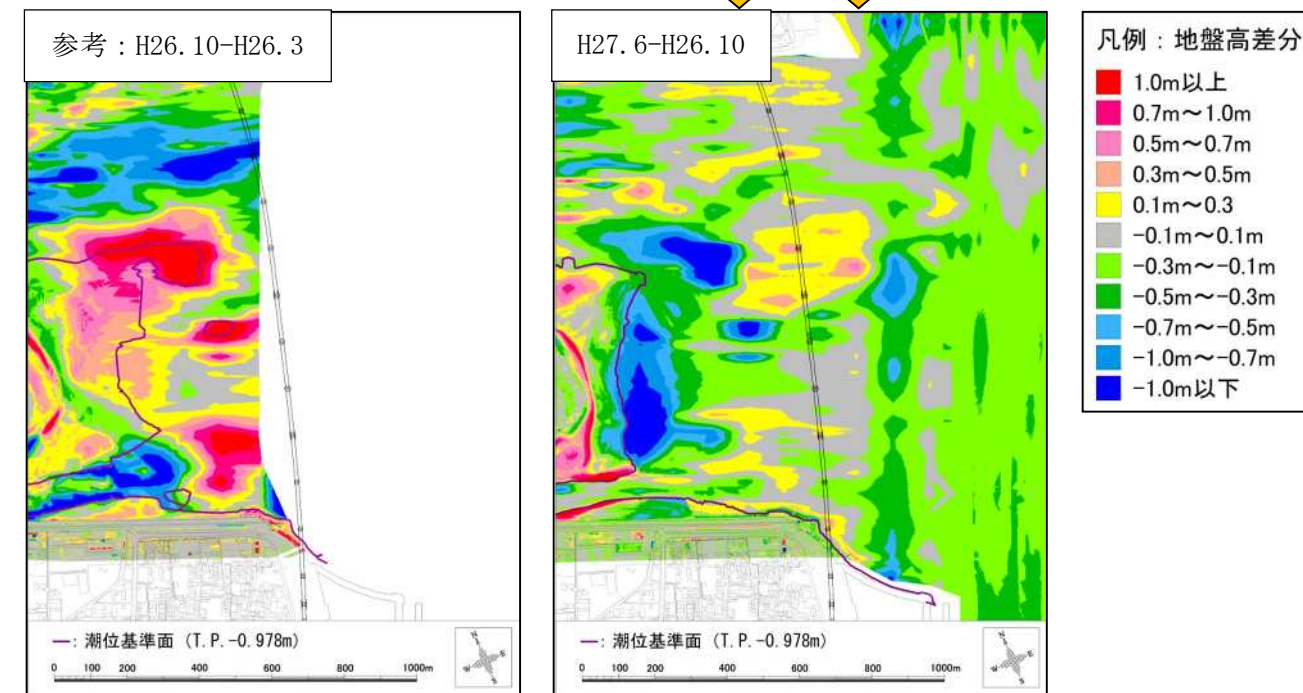 参考：H26.10-H26.3
H27.6-H26.10
凡例：地盤高差分
1.0m以上
0.7m～1.0m
0.5m～0.7m
0.3m～0.5m
0.1m～0.3
-0.1m～0.1m
-0.3m～-0.1m
-0.5m～-0.3m
-0.7m～-0.5m
-1.0m～-0.7m
-1.0m以下
―: 潮位基準面 (T.P.-0.978m)
0 100 200 400 600 800 1000m
―: 潮位基準面 (T.P.-0.978m)
0 100 200 400 600 800 1000m